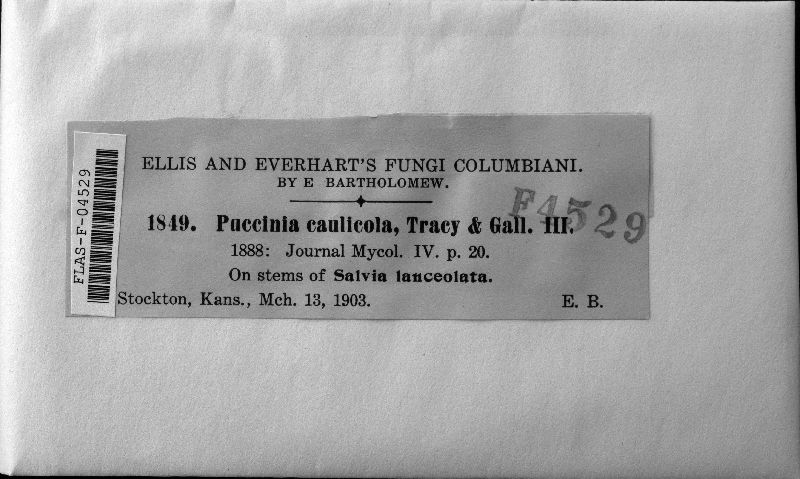 ELLIS AND EVERHART'S FUNGI COLUMBIANI.
BY E BARTHOLOMEW.
1849. Puccinia caulicola, Tracy & Gall. III.
F4529
1888: Journal Mycol. IV. p. 20.
On stems of Salvia lanceolata.
Stockton, Kans., Mch. 13, 1903. E. B.
FLAS-F-04529